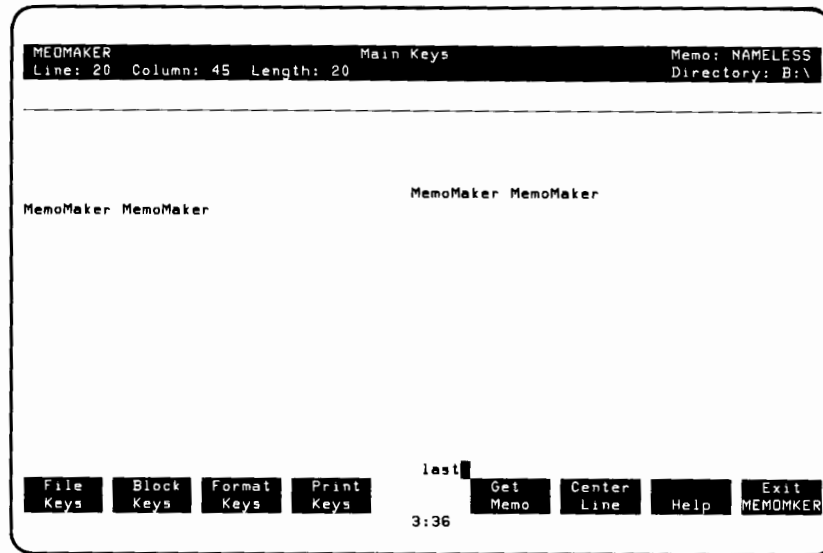 MEOMAKER Main Keys Memo: NAMELESS
Line: 20 Column: 45 Length: 20 Directory: B:\
MemoMaker MemoMaker
MemoMaker MemoMaker
last
File Block Format Print Get Center Exit
Keys Keys Keys Keys Memo Line Help MEMOMKER
3:36